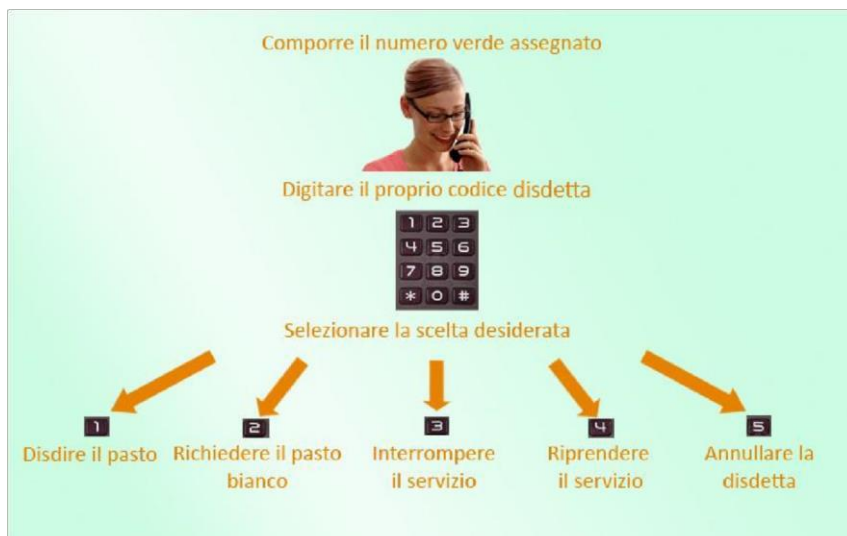 Comporre il numero verde assegnato
Digitare il proprio codice disdetta
1 2 3
4 5 6
7 8 9
* 0 #
Selezionare la scelta desiderata
1
Disdire il pasto
2
Richiedere il pasto
bianco
3
Interrompere
il servizio
4
Riprendere
il servizio
5
Annullare la
disdetta